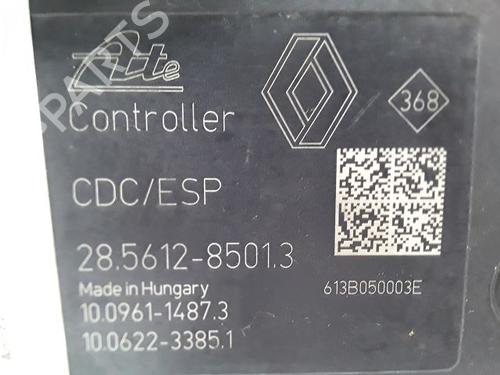 Ate
Controller
368
CDC/ESP
28.5612-8501.3
Made in Hungary
613B050003E
10.0961-1487.3
10.0622-3385.1